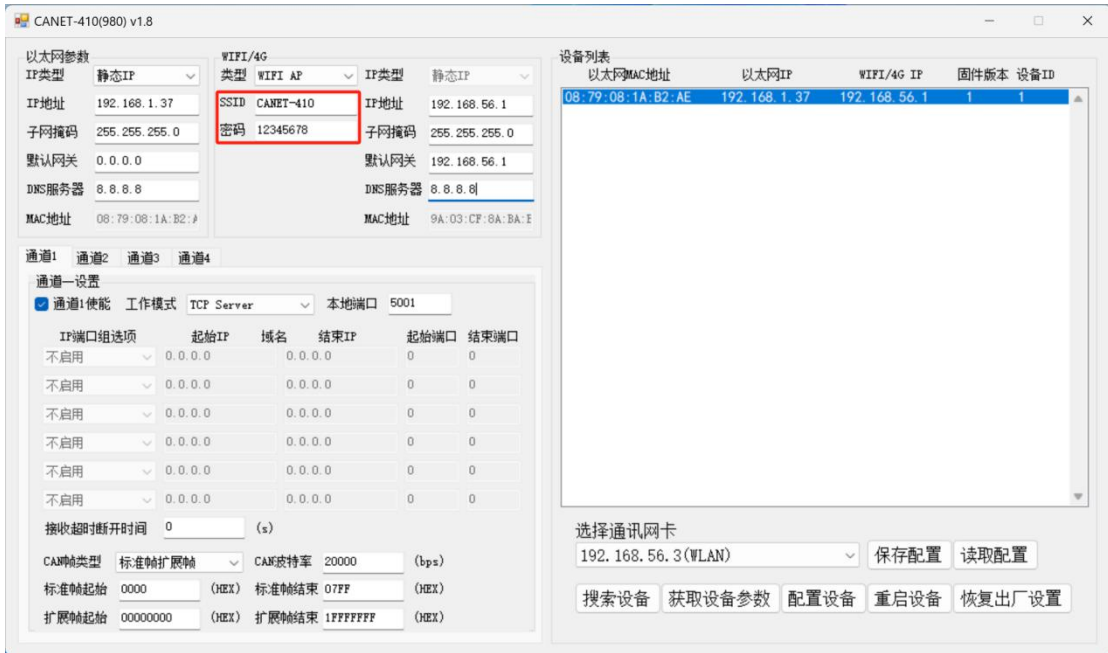 CANET-410(980) v1.8
以太网参数
IP类型 静态IP
IP地址 192.168.1.37
子网掩码 255.255.255.0
默认网关 0.0.0.0
DNS服务器 8.8.8.8
MAC地址 08:79:08:1A:B2:
WIFI/4G
类型 WIFI AP
SSID CANET-410
密码 12345678
IP类型 静态IP
IP地址 192.168.56.1
子网掩码 255.255.255.0
默认网关 192.168.56.1
DNS服务器 8.8.8.8
MAC地址 9A:03:CF:8A:BA:
通道1 通道2 通道3 通道4
通道一设置
通道1使能 工作模式 TCP Server 本地端口 5001
IP端口组选项 起始IP 域名 结束IP 起始端口 结束端口
不启用 0.0.0.0 0.0.0.0 0 0
不启用 0.0.0.0 0.0.0.0 0 0
不启用 0.0.0.0 0.0.0.0 0 0
不启用 0.0.0.0 0.0.0.0 0 0
不启用 0.0.0.0 0.0.0.0 0 0
不启用 0.0.0.0 0.0.0.0 0 0
接收超时断开时间 0 (s)
CAN帧类型 标准帧扩展帧 CAN波特率 20000 (bps)
标准帧起始 0000 (HEX) 标准帧结束 07FF (HEX)
扩展帧起始 00000000 (HEX) 扩展帧结束 1FFFFFFF (HEX)
设备列表
以太网MAC地址 以太网IP WIFI/4G IP 固件版本 设备ID
08:79:08:1A:B2:AE 192.168.1.37 192.168.56.1 1 1
选择通讯网卡
192.168.56.3(WLAN) 保存配置 读取配置
搜索设备 获取设备参数 配置设备 重启设备 恢复出厂设置